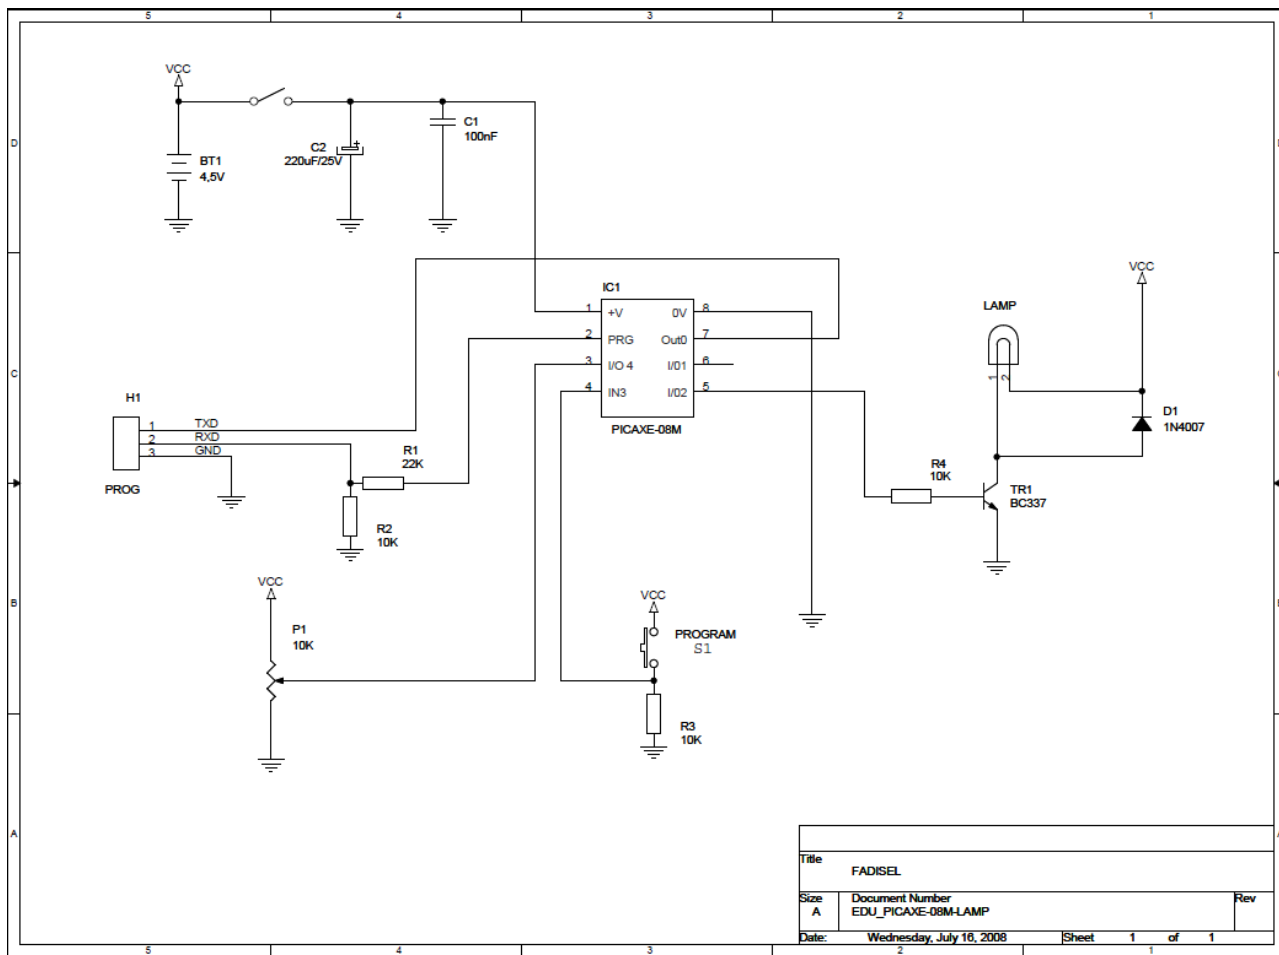 5 4 3 2 1
D
C
B
A
VCC
BT1
4,5V
C2
220uF/25V
C1
100nF
IC1
1 +V 0V 8
2 PRG Out0 7
3 I/O 4 I/01 6
4 IN3 I/02 5
PICAXE-08M
H1
1 TXD
2 RXD
3 GND
PROG
R1
22K
R2
10K
VCC
P1
10K
VCC
PROGRAM
S1
R3
10K
VCC
LAMP
1 2
D1
1N4007
R4
10K
TR1
BC337
Title
FADISEL
Size Document Number Rev
A EDU_PICAXE-08M-LAMP
Date: Wednesday, July 16, 2008 Sheet 1 of 1
5 4 3 2 1